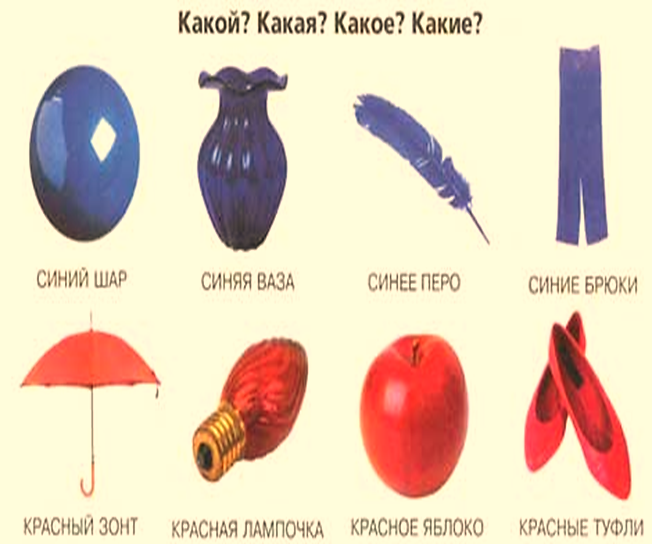 Какой? Какая? Какое? Какие?
СИНИЙ ШАР
СИНЯЯ ВАЗА
СИНЕЕ ПЕРО
СИНИЕ БРЮКИ
КРАСНЫЙ ЗОНТ
КРАСНАЯ ЛАМПОЧКА
КРАСНОЕ ЯБЛОКО
КРАСНЫЕ ТУФЛИ